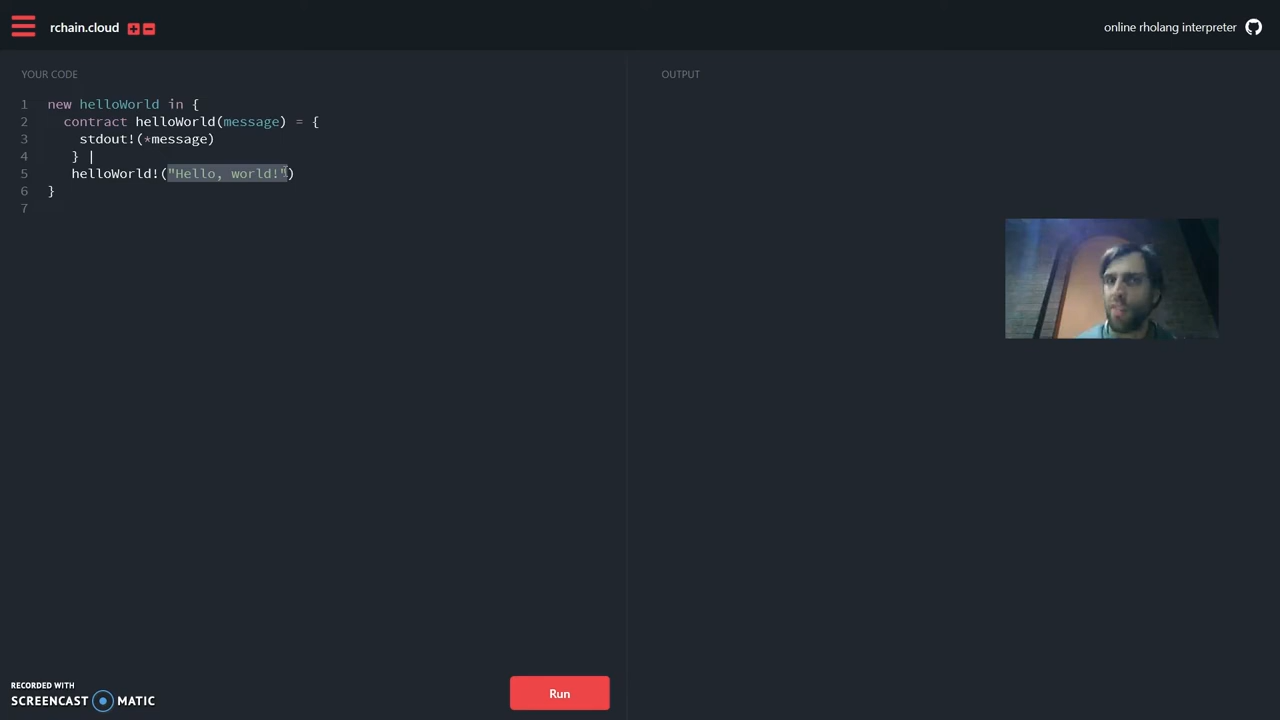 rchain.cloud
online rholang interpreter
YOUR CODE
OUTPUT
1 new helloWorld in {
2 contract helloWorld(message) = {
3 stdout!(*message)
4 } |
5 helloWorld!("Hello, world!")
6 }
7
RECORDED WITH
SCREENCAST MATIC
Run